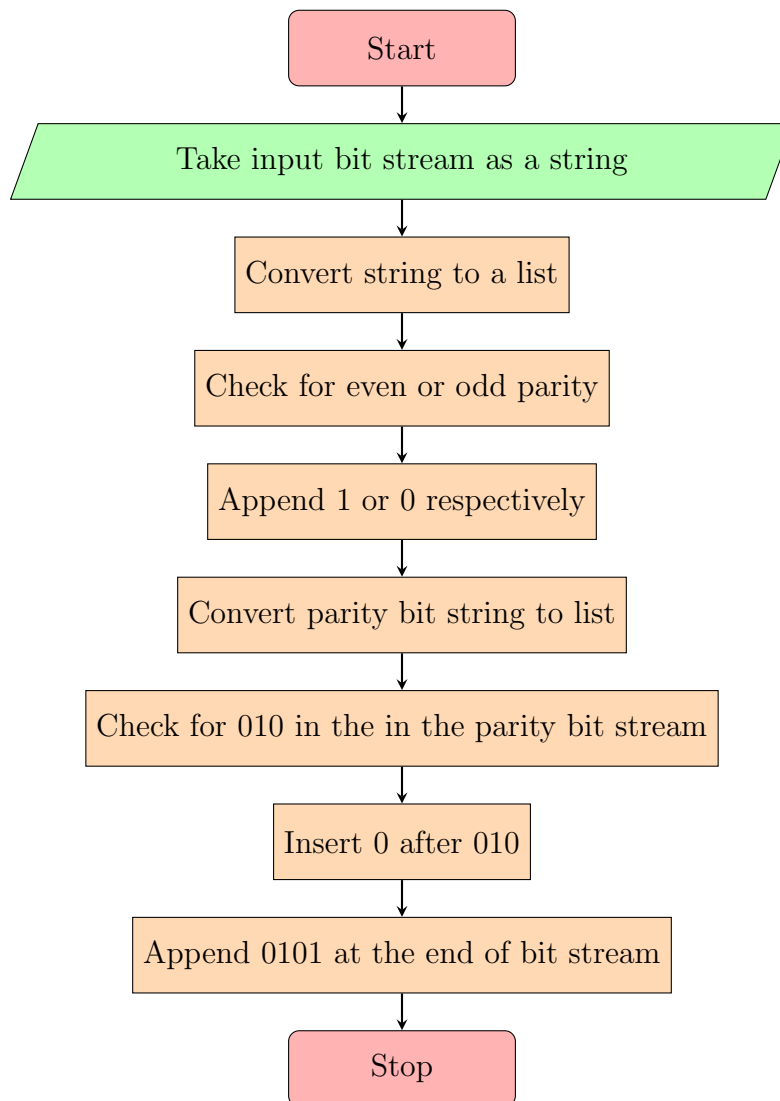 Start
Take input bit stream as a string
Convert string to a list
Check for even or odd parity
Append 1 or 0 respectively
Convert parity bit string to list
Check for 010 in the in the parity bit stream
Insert 0 after 010
Append 0101 at the end of bit stream
Stop